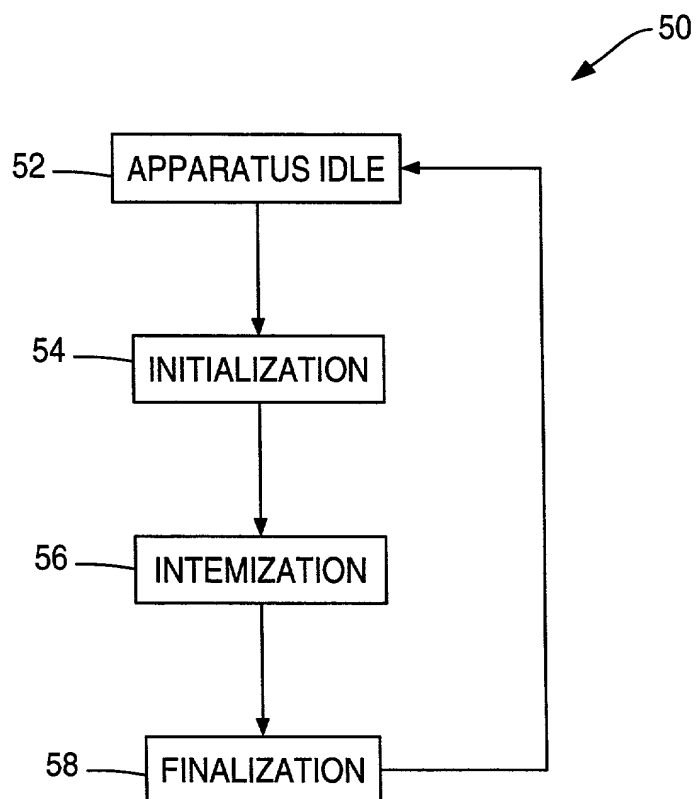 50
52 APPARATUS IDLE
54 INITIALIZATION
56 INTEMIZATION
58 FINALIZATION